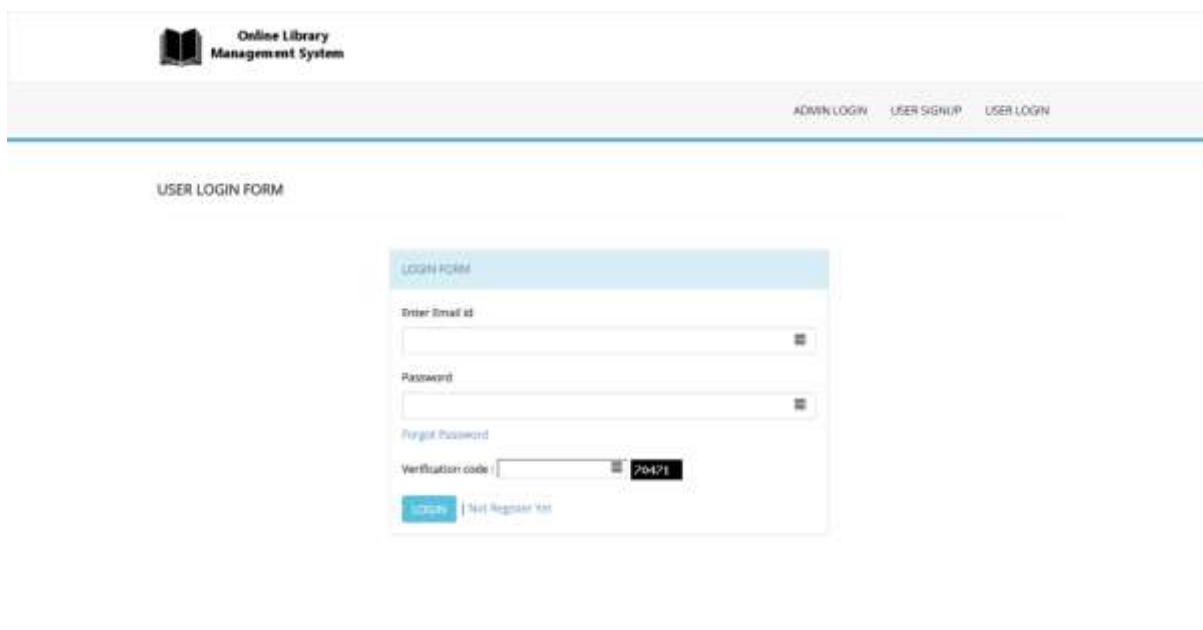 Online Library
Management System
ADMIN LOGIN USER SIGNUP USER LOGIN
USER LOGIN FORM
LOGIN FORM
Enter Email id
Password
Forgot Password
Verification code : 70471
LOGIN | Not Register Yet